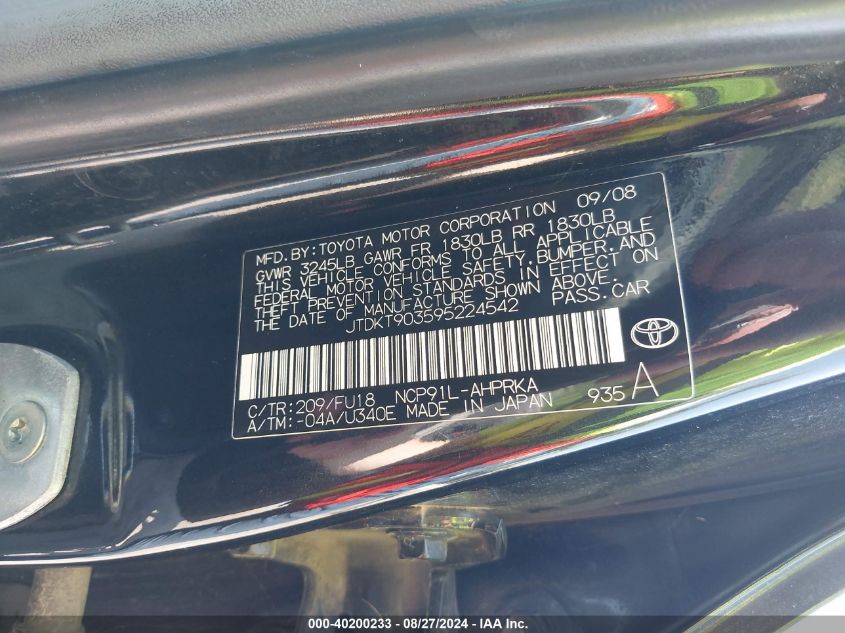 MFD.BY:TOYOTA MOTOR CORPORATION 09/08
GVWR 3245LB GAWR FR 1830LB RR 1830LB
THIS VEHICLE CONFORMS TO ALL APPLICABLE
FEDERAL MOTOR VEHICLE SAFETY,BUMPER,AND
THEFT PREVENTION STANDARDS IN EFFECT ON
THE DATE OF MANUFACTURE SHOWN ABOVE.
JTDKT903595224542 PASS.CAR
C/TR:209/FU18 NCP91L-AHPRKA
A/TM:-04A/U340E MADE IN JAPAN 935 A
000-40200233 - 08/27/2024 - IAA Inc.